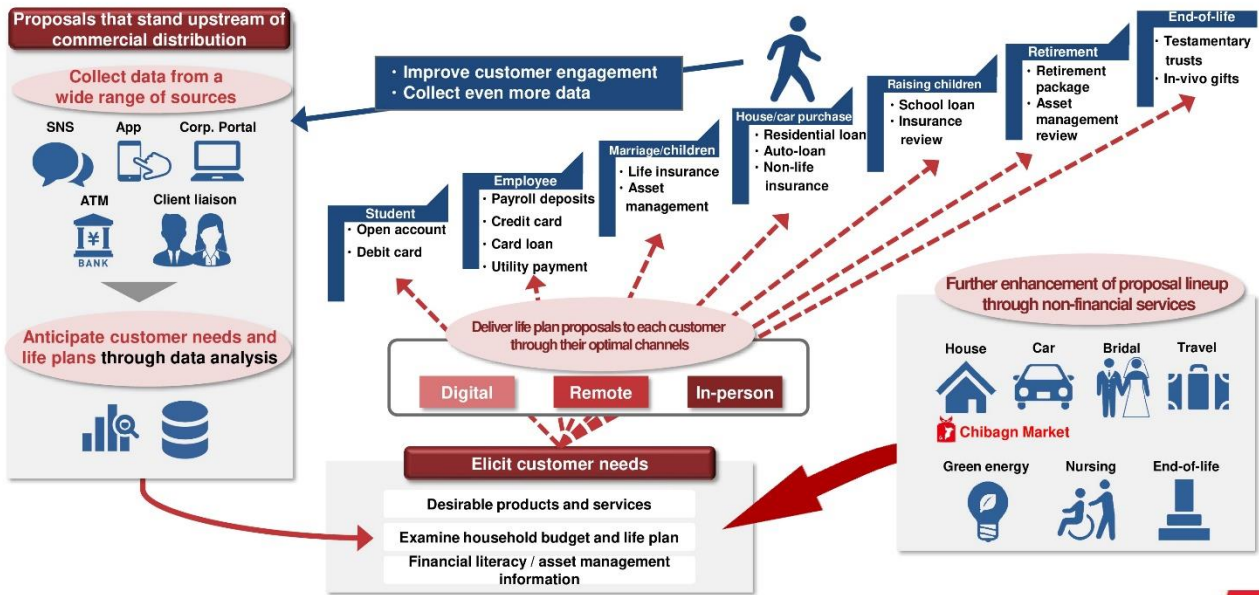 Proposals that stand upstream of
commercial distribution
Collect data from a
wide range of sources
SNS
App
Corp. Portal
ATM
Client liaison
¥
BANK
Anticipate customer needs and
life plans through data analysis
· Improve customer engagement
· Collect even more data
Student
· Open account
· Debit card
Employee
· Payroll deposits
· Credit card
· Card loan
· Utility payment
Marriage/children
· Life insurance
· Asset
management
House/car purchase
· Residential loan
· Auto-loan
· Non-life
insurance
Raising children
· School loan
· Insurance
review
Retirement
· Retirement
package
· Asset
management
review
End-of-life
· Testamentary
trusts
· In-vivo gifts
Deliver life plan proposals to each customer
through their optimal channels
Digital
Remote
In-person
Elicit customer needs
Desirable products and services
Examine household budget and life plan
Financial literacy / asset management
information
Further enhancement of proposal lineup
through non-financial services
House
Car
Bridal
Travel
Chibagn Market
Green energy
Nursing
End-of-life